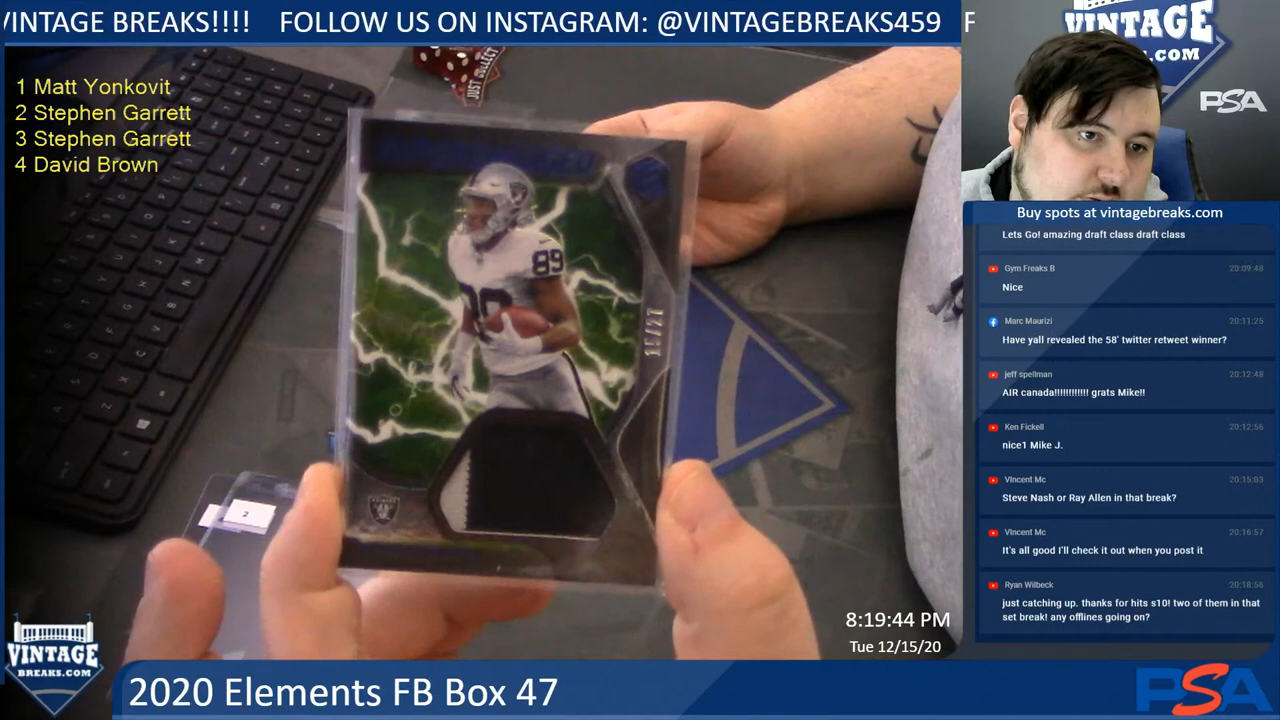 /INTAGE BREAKS!!!! FOLLOW US ON INSTAGRAM: @VINTAGEBREAKS459 F
1 Matt Yonkovit
2 Stephen Garrett
3 Stephen Garrett
4 David Brown
JUST COLLECT
89
15/27
2
VINTAGE
.COM
PSA
Buy spots at vintagebreaks.com
Lets Go! amazing draft class draft class
Gym Freaks B 20:09:48
Nice
Marc Maurizi 20:11:25
Have yall revealed the 58' twitter retweet winner?
jeff spellman 20:12:48
AIR canada!!!!!!!!!!!! grats Mike!!
Ken Fickell 20:12:56
nice1 Mike J.
VIncent Mc 20:15:03
Steve Nash or Ray Allen in that break?
VIncent Mc 20:16:57
It's all good I'll check it out when you post it
Ryan Wilbeck 20:18:56
just catching up. thanks for hits s10! two of them in that
set break! any offlines going on?
8:19:44 PM
Tue 12/15/20
VINTAGE
BREAKS.COM
2020 Elements FB Box 47
PSA